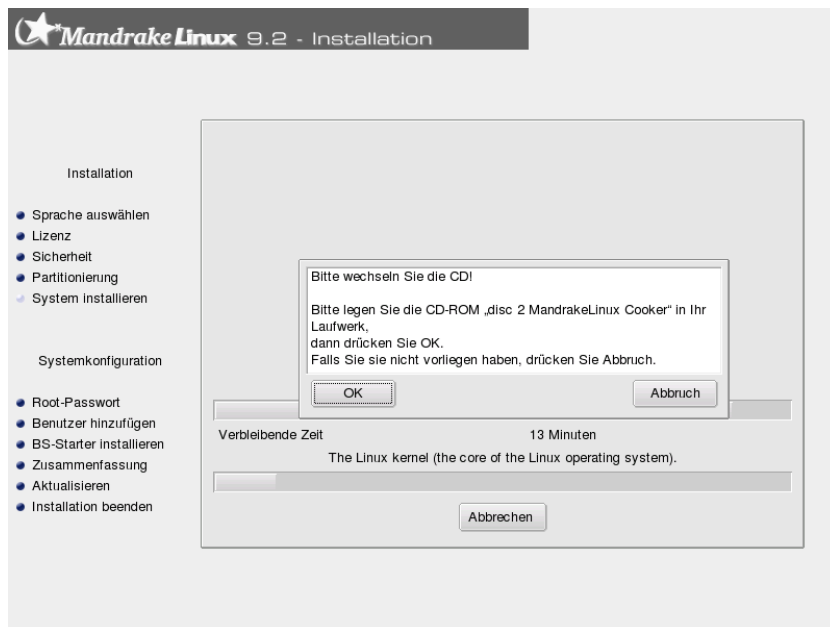 MandrakeLinux 9.2 - Installation
Installation
Sprache auswählen
Lizenz
Sicherheit
Partitionierung
System installieren
Systemkonfiguration
Root-Passwort
Benutzer hinzufügen
BS-Starter installieren
Zusammenfassung
Aktualisieren
Installation beenden
Bitte wechseln Sie die CD!
Bitte legen Sie die CD-ROM „disc 2 MandrakeLinux Cooker“ in Ihr
Laufwerk,
dann drücken Sie OK.
Falls Sie sie nicht vorliegen haben, drücken Sie Abbruch.
OK
Abbruch
Verbleibende Zeit 13 Minuten
The Linux kernel (the core of the Linux operating system).
Abbrechen